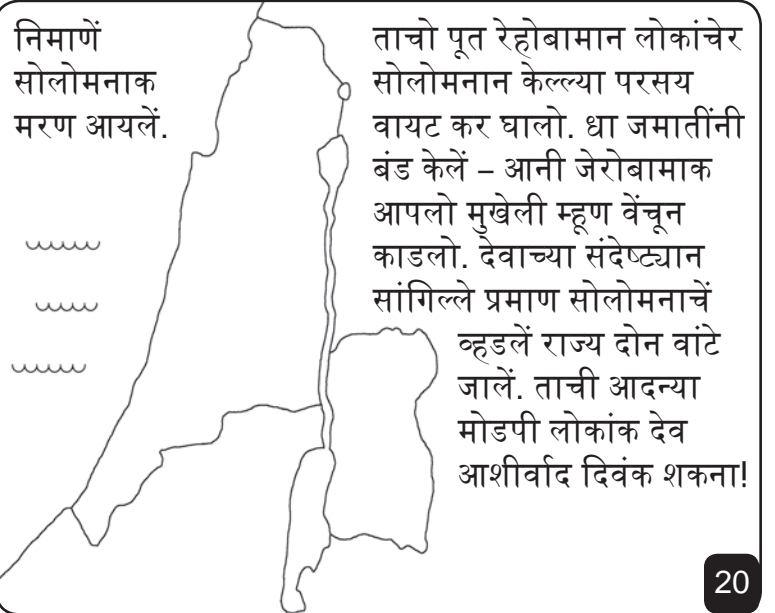 निमाणें
सोलोमनाक
मरण आयलें.
ताचो पूत रेहोबामान लोकांचेर
सोलोमनान केल्ल्या परसय
वायट कर घालो. धा जमातींनी
बंड केलें – आनी जेरोबामाक
आपलो मुखेली म्हूण वेंचून
काडलो. देवाच्या संदेष्ट्यान
सांगिल्ले प्रमाण सोलोमनाचें
व्हडलें राज्य दोन वांटे
जालें. ताची आदन्या
मोडपी लोकांक देव
आशीर्वाद दिवंक शकना!
20